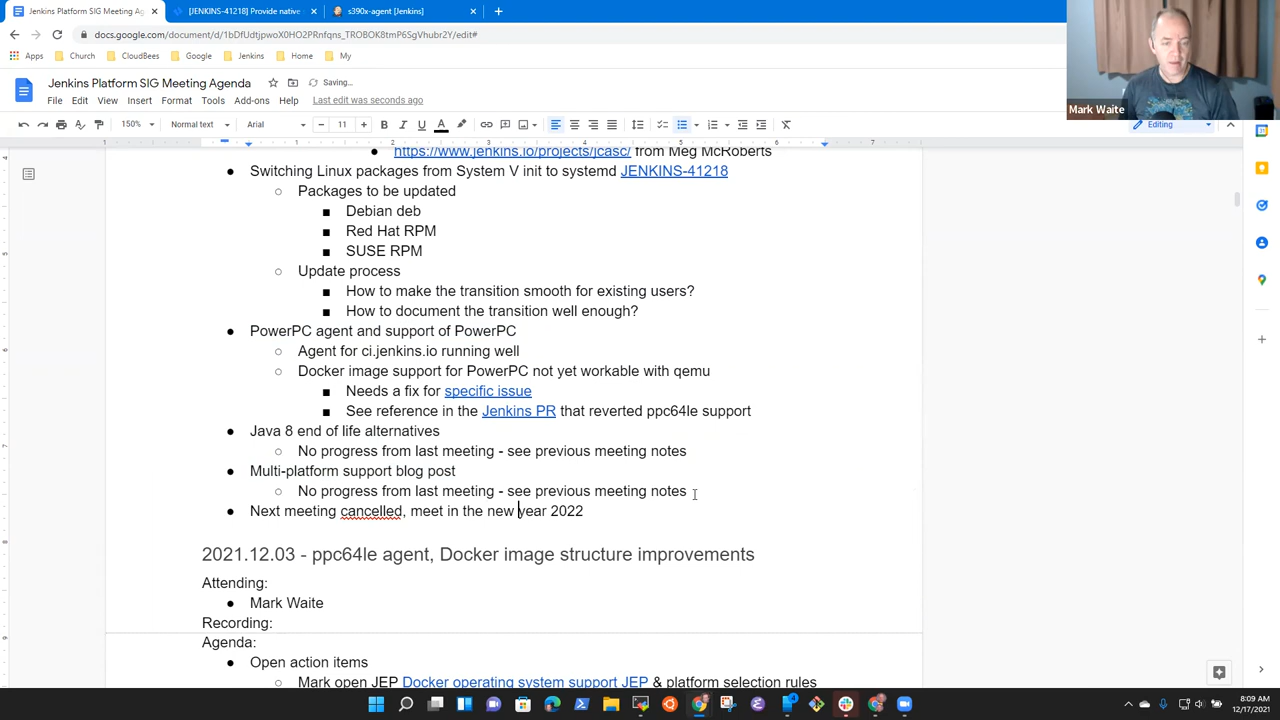 Jenkins Platform SIG Meeting Ag
[JENKINS-41218] Provide native
s390x-agent [Jenkins]
docs.google.com/document/d/1bDfUdtjpwoX0HO2PRnfqns_TROBOK8tmP6SgVhubr2Y/edit#
Apps Church CloudBees Google Jenkins Home My
Jenkins Platform SIG Meeting Agenda
Saving...
File Edit View Insert Format Tools Add-ons Help Last edit was seconds ago
150% Normal text Arial 11 Editing
Mark Waite
https://www.jenkins.io/projects/jcasc/ from Meg McRoberts
Switching Linux packages from System V init to systemd JENKINS-41218
Packages to be updated
Debian deb
Red Hat RPM
SUSE RPM
Update process
How to make the transition smooth for existing users?
How to document the transition well enough?
PowerPC agent and support of PowerPC
Agent for ci.jenkins.io running well
Docker image support for PowerPC not yet workable with qemu
Needs a fix for specific issue
See reference in the Jenkins PR that reverted ppc64le support
Java 8 end of life alternatives
No progress from last meeting - see previous meeting notes
Multi-platform support blog post
No progress from last meeting - see previous meeting notes
Next meeting cancelled, meet in the new year 2022
2021.12.03 - ppc64le agent, Docker image structure improvements
Attending:
Mark Waite
Recording:
Agenda:
Open action items
Mark open JEP Docker operating system support JEP & platform selection rules
8:09 AM
12/17/2021